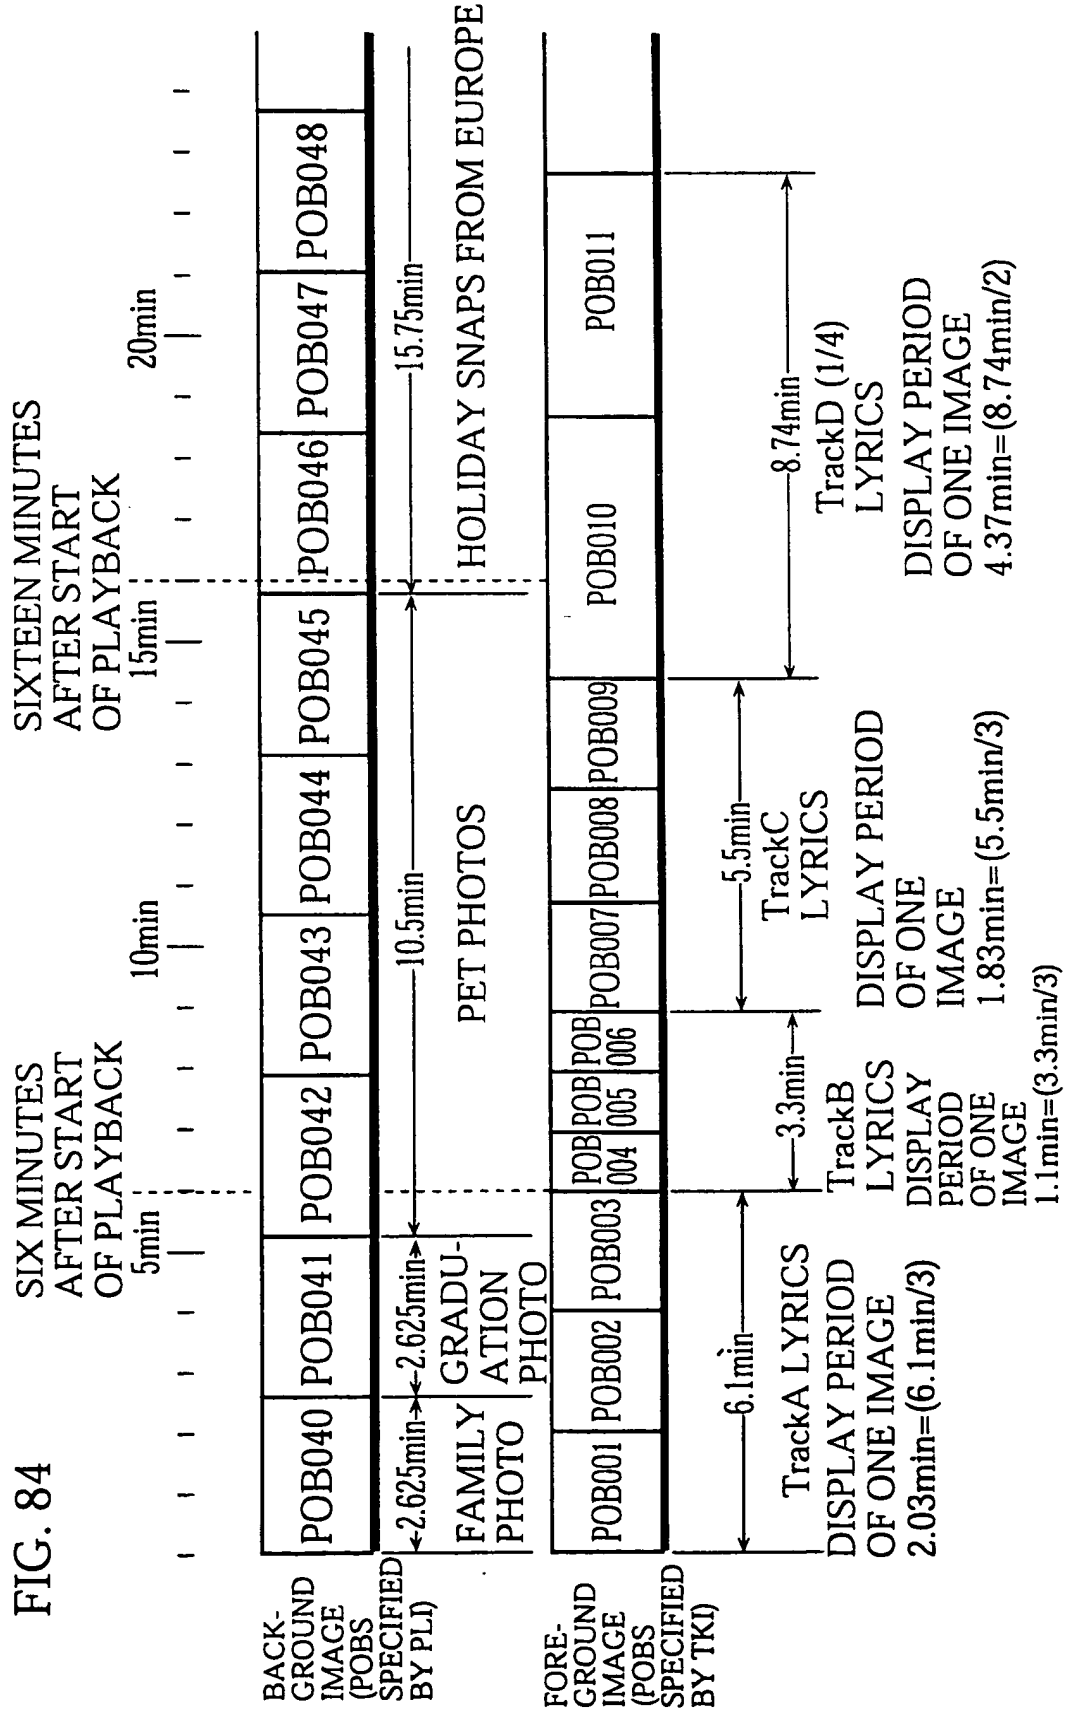 FIG. 84
SIX MINUTES
AFTER START
OF PLAYBACK
SIXTEEN MINUTES
AFTER START
OF PLAYBACK
5min
10min
15min
20min
BACK-
GROUND
IMAGE
(POBS
SPECIFIED
BY PLI)
POB040
POB041
POB042
POB043
POB044
POB045
POB046
POB047
POB048
2.625min
2.625min
10.5min
15.75min
FAMILY
PHOTO
GRADU-
ATION
PHOTO
PET PHOTOS
HOLIDAY SNAPS FROM EUROPE
FORE-
GROUND
IMAGE
(POBS
SPECIFIED
BY TKI)
POB001
POB002
POB003
POB
004
POB
005
POB
006
POB007
POB008
POB009
POB010
POB011
6.1min
TrackA LYRICS
DISPLAY PERIOD
OF ONE IMAGE
2.03min=(6.1min/3)
3.3min
TrackB
LYRICS
DISPLAY
PERIOD
OF ONE
IMAGE
1.1min=(3.3min/3)
5.5min
TrackC
LYRICS
DISPLAY PERIOD
OF ONE
IMAGE
1.83min=(5.5min/3)
8.74min
TrackD (1/4)
LYRICS
DISPLAY PERIOD
OF ONE IMAGE
4.37min=(8.74min/2)